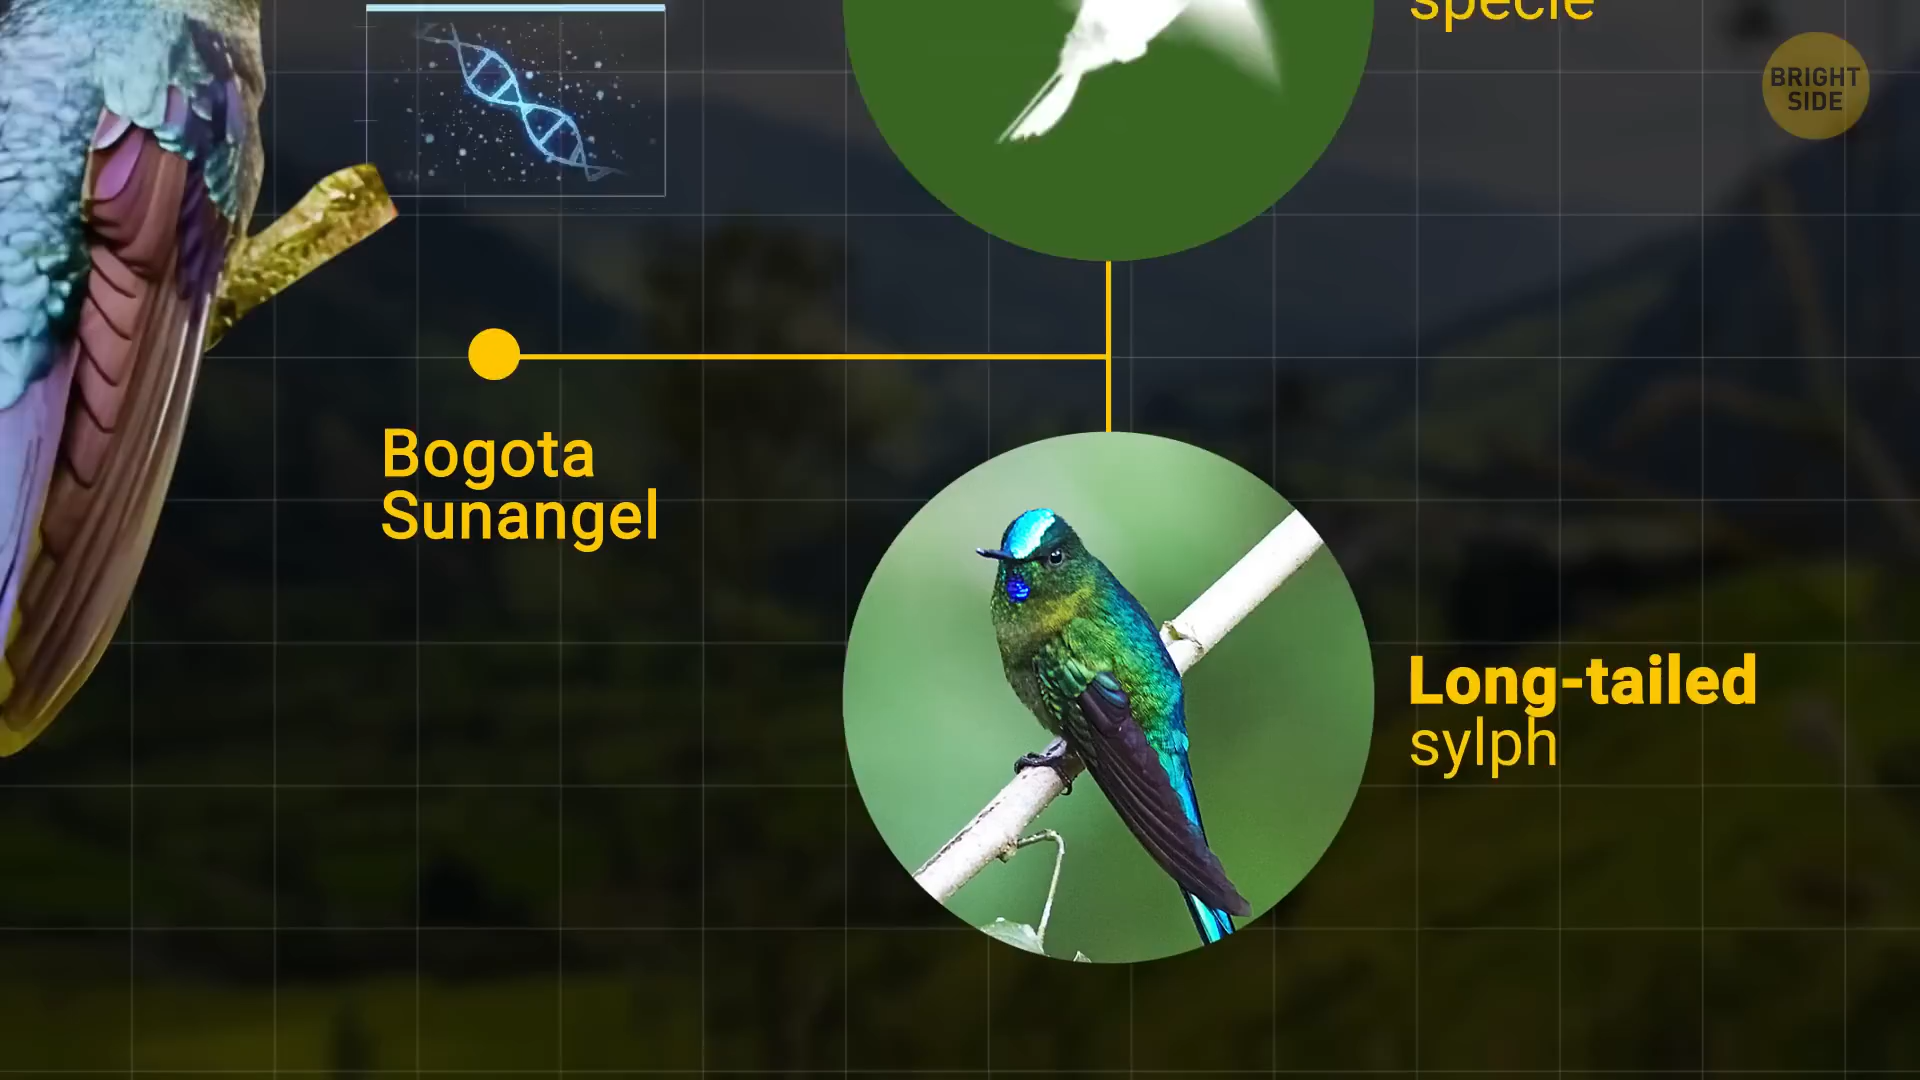 specie
BRIGHT
SIDE
Bogota
Sunangel
Long-tailed
sylph